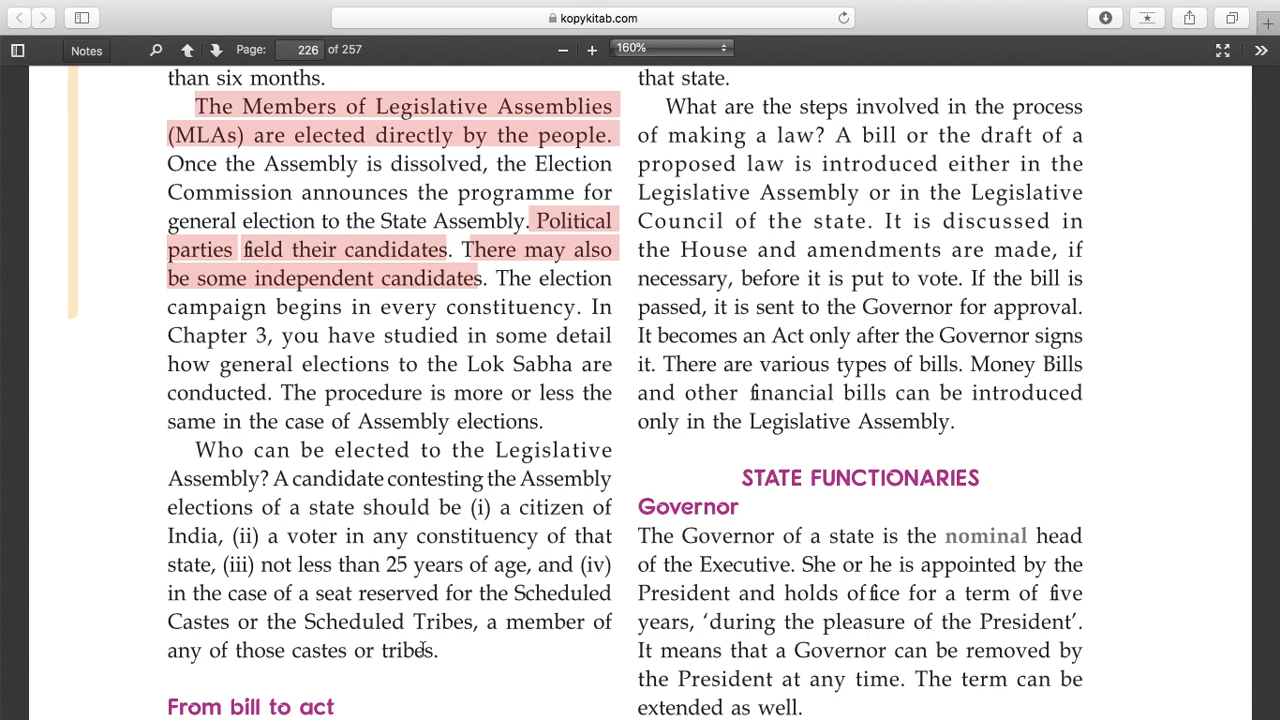 kopykitab.com
Notes
Page: 226 of 257
160%
than six months.
The Members of Legislative Assemblies
(MLAs) are elected directly by the people.
Once the Assembly is dissolved, the Election
Commission announces the programme for
general election to the State Assembly. Political
parties field their candidates. There may also
be some independent candidates. The election
campaign begins in every constituency. In
Chapter 3, you have studied in some detail
how general elections to the Lok Sabha are
conducted. The procedure is more or less the
same in the case of Assembly elections.
Who can be elected to the Legislative
Assembly? A candidate contesting the Assembly
elections of a state should be (i) a citizen of
India, (ii) a voter in any constituency of that
state, (iii) not less than 25 years of age, and (iv)
in the case of a seat reserved for the Scheduled
Castes or the Scheduled Tribes, a member of
any of those castes or tribes.
From bill to act
that state.
What are the steps involved in the process
of making a law? A bill or the draft of a
proposed law is introduced either in the
Legislative Assembly or in the Legislative
Council of the state. It is discussed in
the House and amendments are made, if
necessary, before it is put to vote. If the bill is
passed, it is sent to the Governor for approval.
It becomes an Act only after the Governor signs
it. There are various types of bills. Money Bills
and other financial bills can be introduced
only in the Legislative Assembly.
STATE FUNCTIONARIES
Governor
The Governor of a state is the nominal head
of the Executive. She or he is appointed by the
President and holds office for a term of five
years, ‘during the pleasure of the President’.
It means that a Governor can be removed by
the President at any time. The term can be
extended as well.